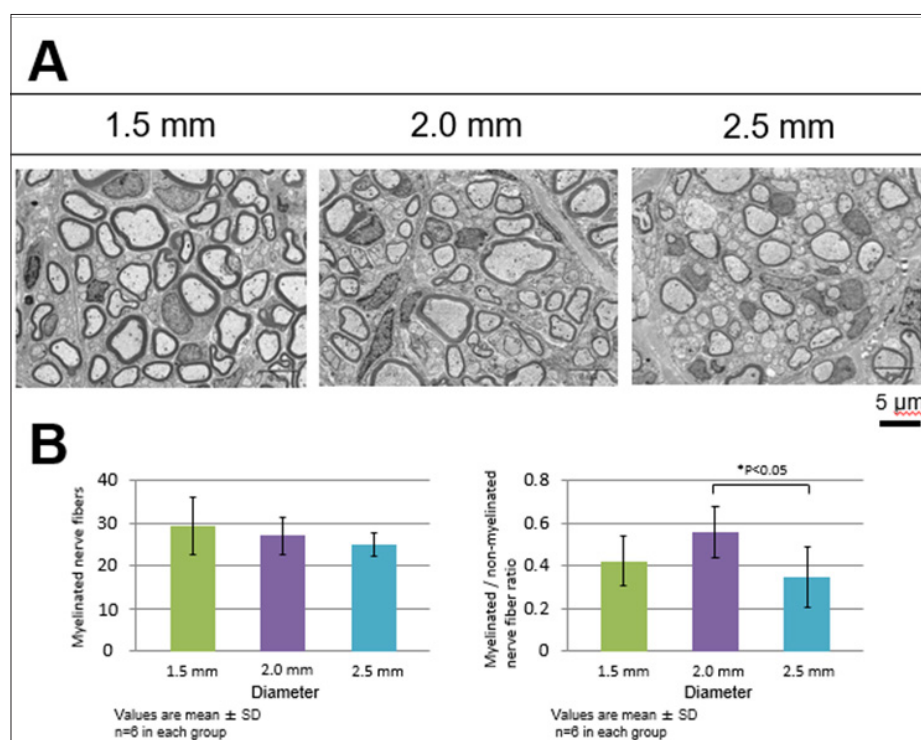 A
1.5 mm 2.0 mm 2.5 mm
5 µm
B
Myelinated nerve fibers
40
30
20
10
0
1.5 mm 2.0 mm 2.5 mm
Diameter
Values are mean ± SD
n=6 in each group
Myelinated / non-myelinated
nerve fiber ratio
0.8
0.6
0.4
0.2
0
*P<0.05
1.5 mm 2.0 mm 2.5 mm
Diameter
Values are mean ± SD
n=6 in each group